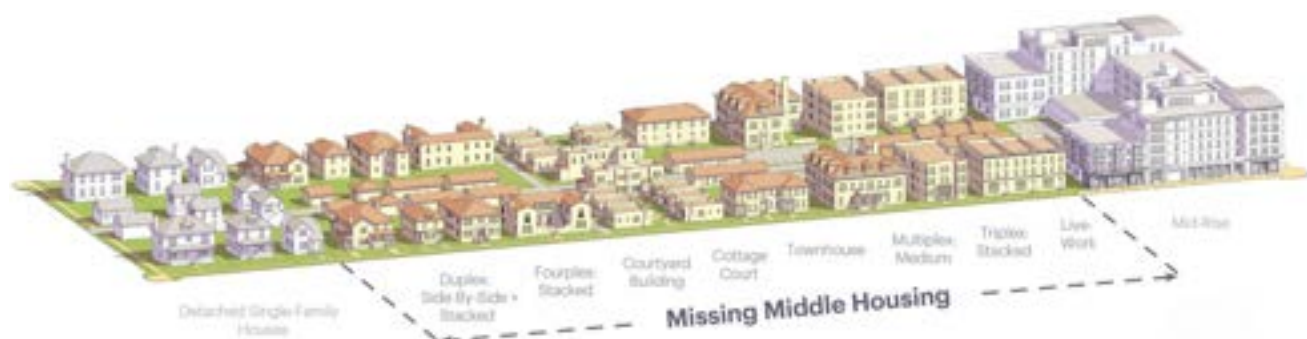 Detached Single-Family
Houses
Duplex:
Side-By-Side +
Stacked
Fourplex:
Stacked
Courtyard
Building
Cottage
Court
Townhouse
Multiplex:
Medium
Triplex:
Stacked
Live-
Work
Mid-Rise
Missing Middle Housing